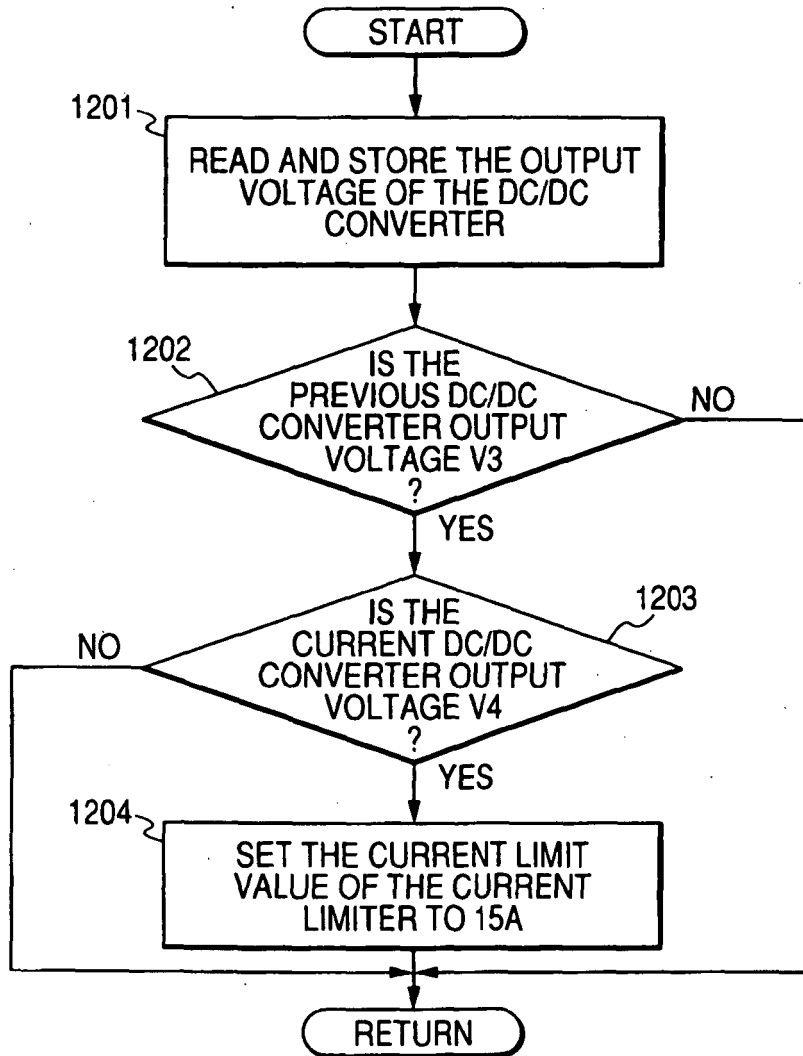 START
1201
READ AND STORE THE OUTPUT
VOLTAGE OF THE DC/DC
CONVERTER
1202
IS THE
PREVIOUS DC/DC
CONVERTER OUTPUT
VOLTAGE V3
?
NO
YES
1203
IS THE
CURRENT DC/DC
CONVERTER OUTPUT
VOLTAGE V4
?
NO
YES
1204
SET THE CURRENT LIMIT
VALUE OF THE CURRENT
LIMITER TO 15A
RETURN